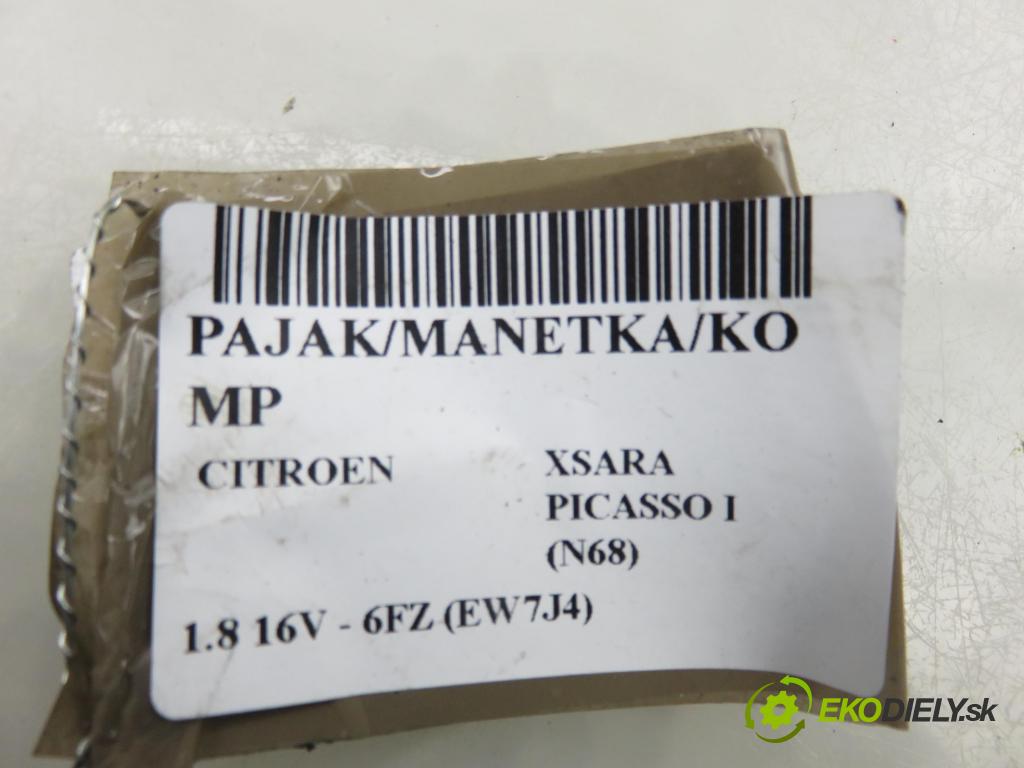 PAJAK/MANETKA/KO
MP
CITROEN XSARA
PICASSO I
(N68)
1.8 16V - 6FZ (EW7J4)
EKODIELY.sk